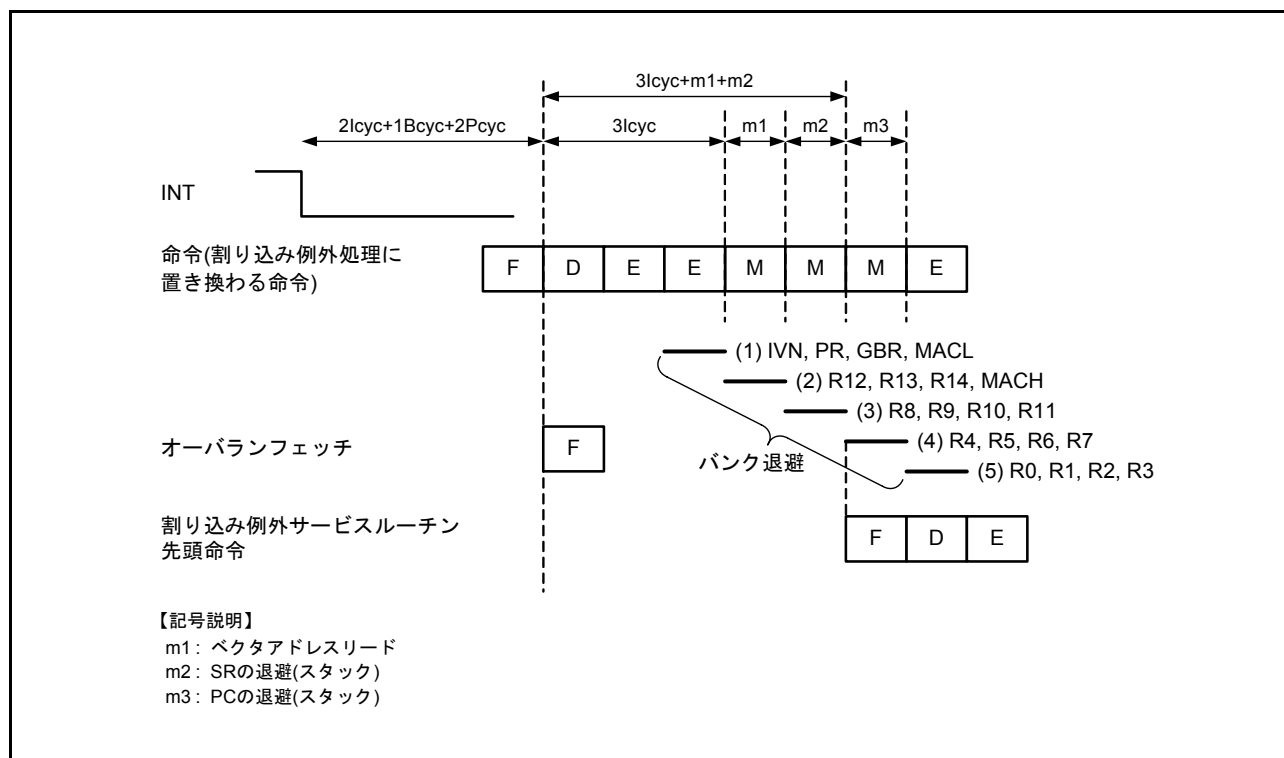 3Icyc+m1+m2
2Icyc+1Bcyc+2Pcyc 3Icyc m1 m2 m3
INT
命令(割り込み例外処理に
置き換わる命令)
F D E E M M M E
(1) IVN, PR, GBR, MACL
(2) R12, R13, R14, MACH
(3) R8, R9, R10, R11
(4) R4, R5, R6, R7
(5) R0, R1, R2, R3
バンク退避
オーバランフェッチ
F
割り込み例外サービスルーチン
先頭命令
F D E
【記号説明】
m1 : ベクタアドレスリード
m2 : SRの退避(スタック)
m3 : PCの退避(スタック)